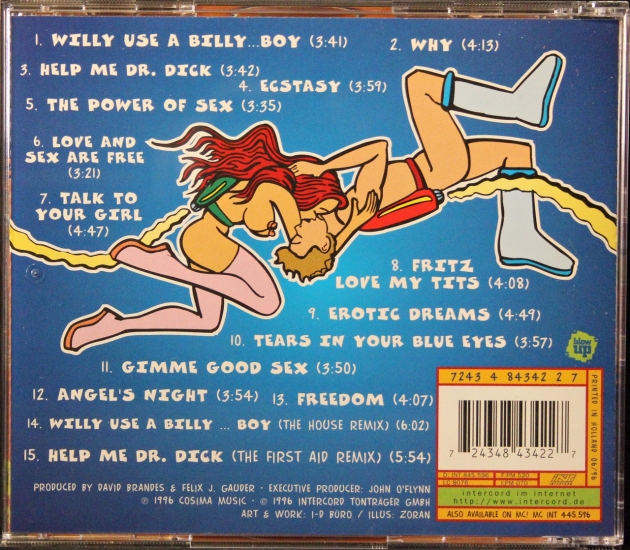 1. WILLY USE A BILLY...BOY (3:41)
2. WHY (4:13)
3. HELP ME DR. DICK (3:42)
4. ECSTASY (3:59)
5. THE POWER OF SEX (3:35)
6. LOVE AND
SEX ARE FREE
(3:21)
7. TALK TO
YOUR GIRL
(4:47)
8. FRITZ
LOVE MY TITS (4:08)
9. EROTIC DREAMS (4:49)
10. TEARS IN YOUR BLUE EYES (3:57)
blow
up
11. GIMME GOOD SEX (3:50)
12. ANGEL'S NIGHT (3:54)
13. FREEDOM (4:07)
14. WILLY USE A BILLY ... BOY (THE HOUSE REMIX) (6:02)
15. HELP ME DR. DICK (THE FIRST AID REMIX) (5:54)
PRODUCED BY DAVID BRANDES & FELIX J. GAUDER · EXECUTIVE PRODUCER: JOHN O'FLYNN
℗ 1996 COSIMA MUSIC · © 1996 INTERCORD TONTRÄGER GMBH
ART & WORK: I-D BÜRO / ILLUS: ZORAN
7243 4 84342 2 7
PRINTED IN HOLLAND 06/96
7 24348 43422 7
intercord im internet
http://www.intercord.de
ALSO AVAILABLE ON MC! MC INT 445.596